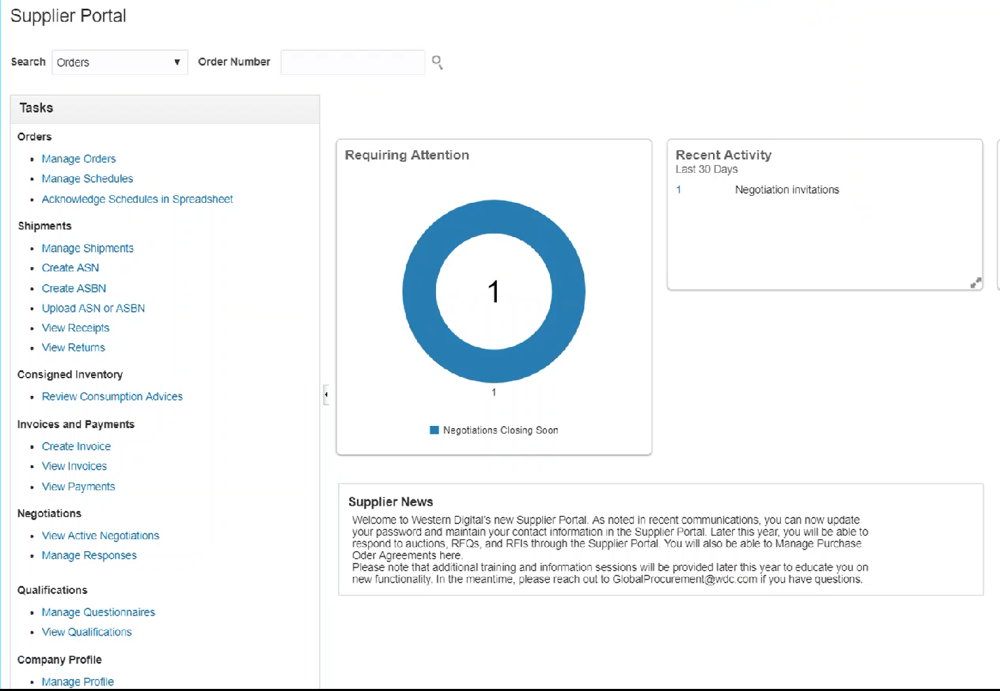 Supplier Portal
Search Orders ▼ Order Number
Tasks
Orders
• Manage Orders
• Manage Schedules
• Acknowledge Schedules in Spreadsheet
Shipments
• Manage Shipments
• Create ASN
• Create ASBN
• Upload ASN or ASBN
• View Receipts
• View Returns
Consigned Inventory
• Review Consumption Advices
Invoices and Payments
• Create Invoice
• View Invoices
• View Payments
Negotiations
• View Active Negotiations
• Manage Responses
Qualifications
• Manage Questionnaires
• View Qualifications
Company Profile
• Manage Profile
Requiring Attention
1
1
Negotiations Closing Soon
Recent Activity
Last 30 Days
1 Negotiation invitations
Supplier News
Welcome to Western Digital's new Supplier Portal. As noted in recent communications, you can now update
your password and maintain your contact information in the Supplier Portal. Later this year, you will be able to
respond to auctions, RFQs, and RFIs through the Supplier Portal. You will also be able to Manage Purchase
Oder Agreements here.
Please note that additional training and information sessions will be provided later this year to educate you on
new functionality. In the meantime, please reach out to GlobalProcurement@wdc.com if you have questions.